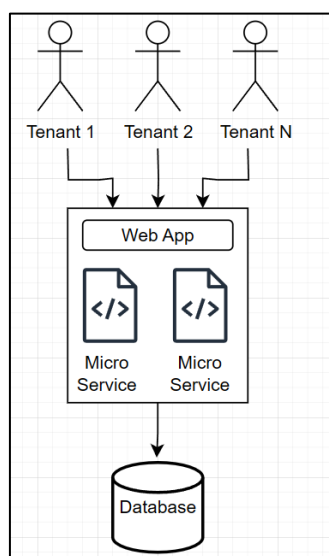 Tenant 1
Tenant 2
Tenant N
Web App
</>
</>
Micro
Service
Micro
Service
Database